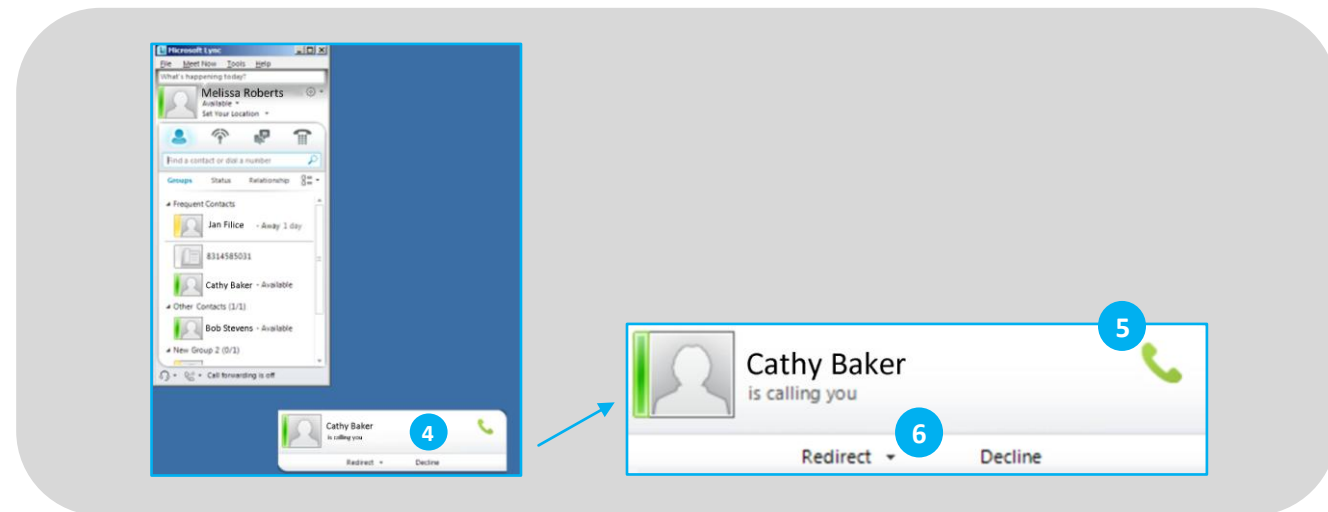 Microsoft Lync
File Meet Now Tools Help
What's happening today?
Melissa Roberts
Available
Set Your Location
Find a contact or dial a number
Groups Status Relationship
Frequent Contacts
Jan Filice - Away 1 day
8314585031
Cathy Baker - Available
Other Contacts (1/1)
Bob Stevens - Available
New Group 2 (0/1)
Call forwarding is off
Cathy Baker
is calling you
4
Redirect Decline
5
Cathy Baker
is calling you
6
Redirect Decline